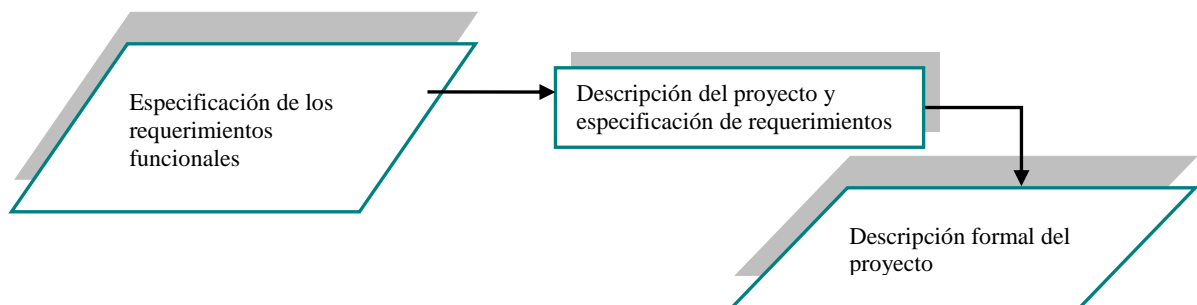 Especificación de los
requerimientos
funcionales
Descripción del proyecto y
especificación de requerimientos
Descripción formal del
proyecto